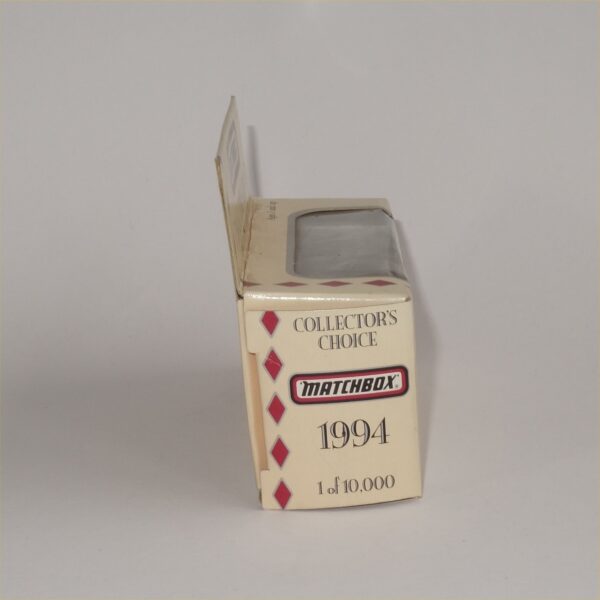 COLLECTOR'S
CHOICE
MATCHBOX
1994
1 of 10,000